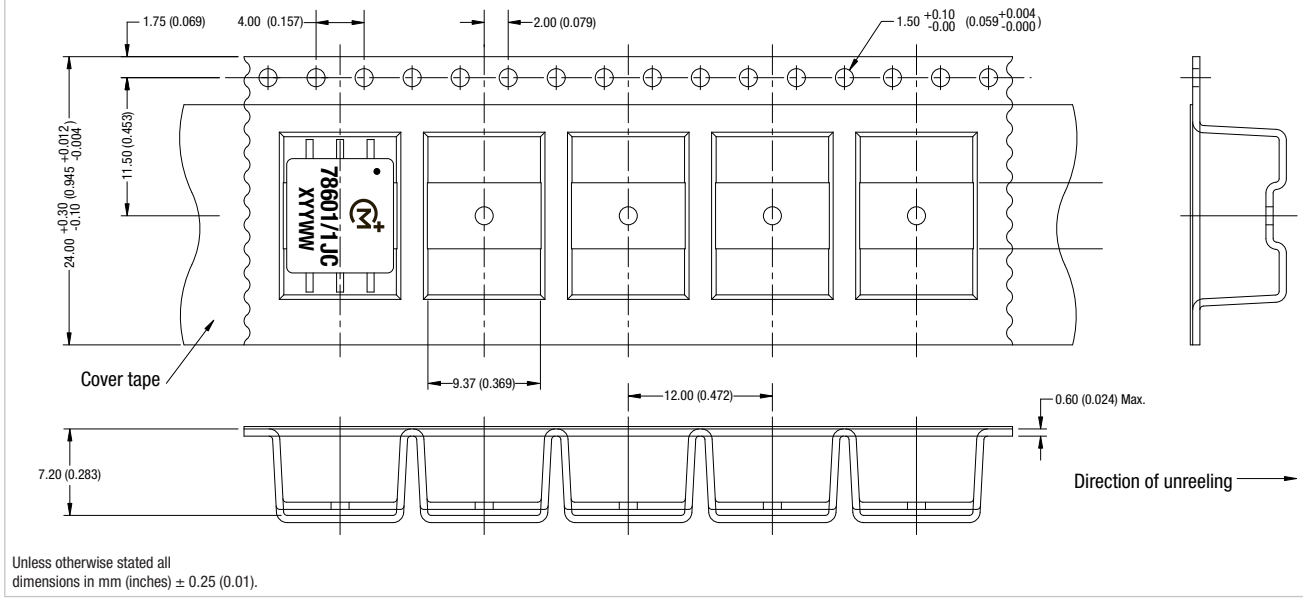 1.75 (0.069)
4.00 (0.157)
2.00 (0.079)
1.50 +0.10 -0.00 (0.059 +0.004 -0.000)
24.00 +0.30 -0.10 (0.945 +0.012 -0.004)
11.50 (0.453)
78601/1JC
XYYWW
Cover tape
9.37 (0.369)
12.00 (0.472)
0.60 (0.024) Max.
7.20 (0.283)
Direction of unreeling
Unless otherwise stated all
dimensions in mm (inches) ± 0.25 (0.01).